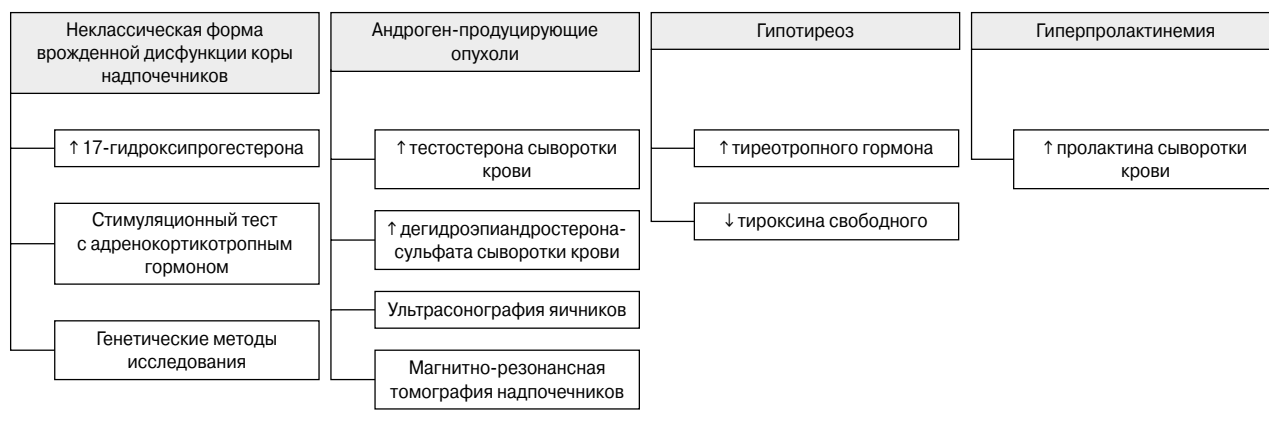 Неклассическая форма
врожденной дисфункции коры
надпочечников
↑ 17-гидроксипрогестерона
Стимуляционный тест
с адренокортикотропным
гормоном
Генетические методы
исследования
Андроген-продуцирующие
опухоли
↑ тестостерона сыворотки
крови
↑ дегидроэпиандростерона-
сульфата сыворотки крови
Ультрасонография яичников
Магнитно-резонансная
томография надпочечников
Гипотиреоз
↑ тиреотропного гормона
↓ тироксина свободного
Гиперпролактинемия
↑ пролактина сыворотки
крови